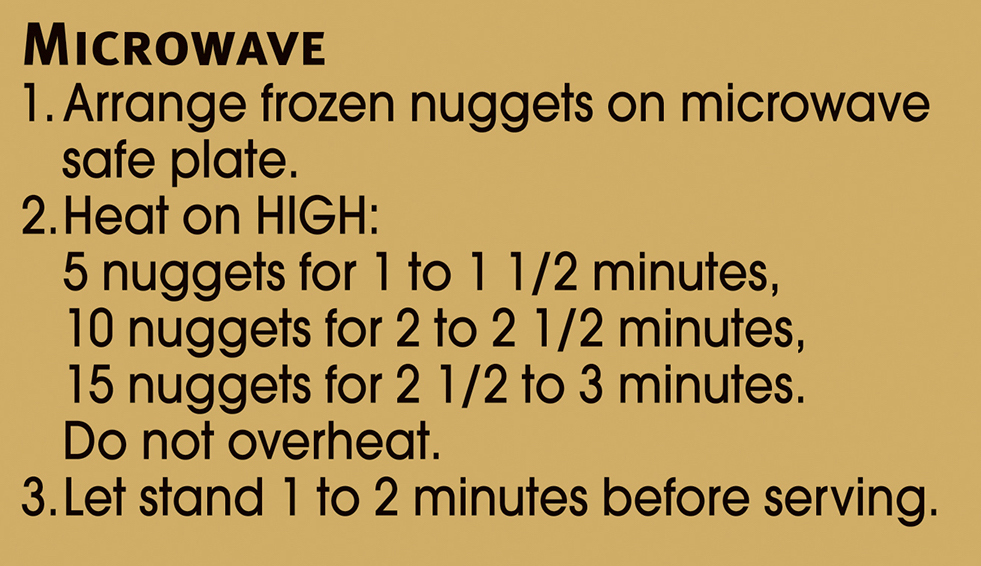 MICROWAVE
1. Arrange frozen nuggets on microwave
safe plate.
2. Heat on HIGH:
5 nuggets for 1 to 1 1/2 minutes,
10 nuggets for 2 to 2 1/2 minutes,
15 nuggets for 2 1/2 to 3 minutes.
Do not overheat.
3. Let stand 1 to 2 minutes before serving.